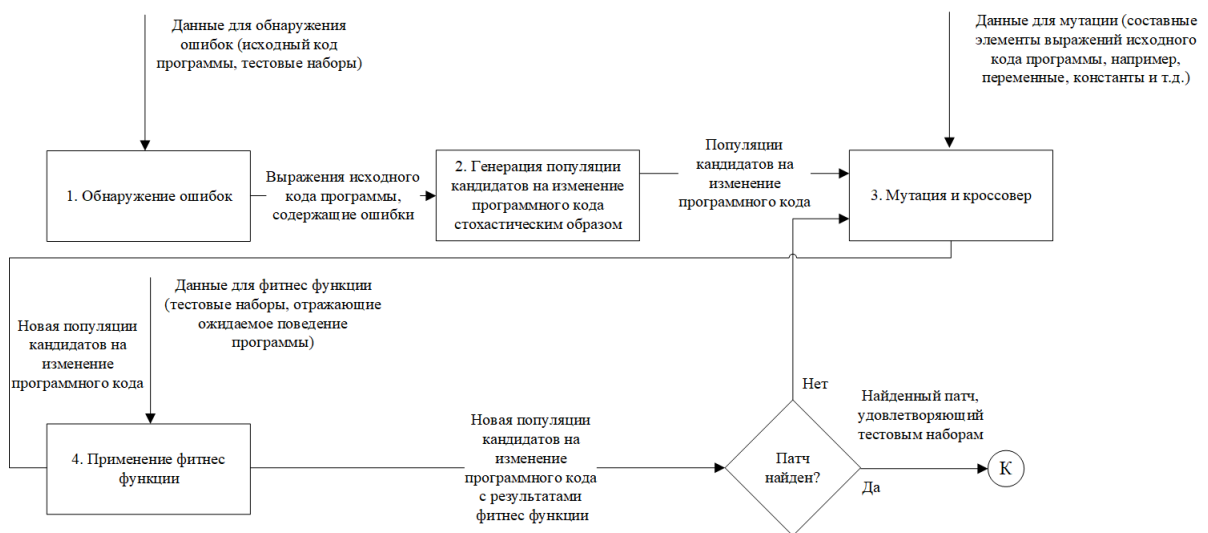 Данные для обнаружения
ошибок (исходный код
программы, тестовые наборы)
Данные для мутации (составные
элементы выражений исходного
кода программы, например,
переменные, константы и т.д.)
1. Обнаружение ошибок
Выражения исходного
кода программы,
содержащие ошибки
2. Генерация популяции
кандидатов на изменение
программного кода
стохастическим образом
Популяции
кандидатов на
изменение
программного кода
3. Мутация и кроссовер
Новая популяции
кандидатов на
изменение
программного кода
Данные для фитнес функции
(тестовые наборы, отражающие
ожидаемое поведение
программы)
4. Применение фитнес
функции
Новая популяции
кандидатов на
изменение
программного кода
с результатами
фитнес функции
Патч
найден?
Нет
Найденный патч,
удовлетворяющий
тестовым наборам
Да
К